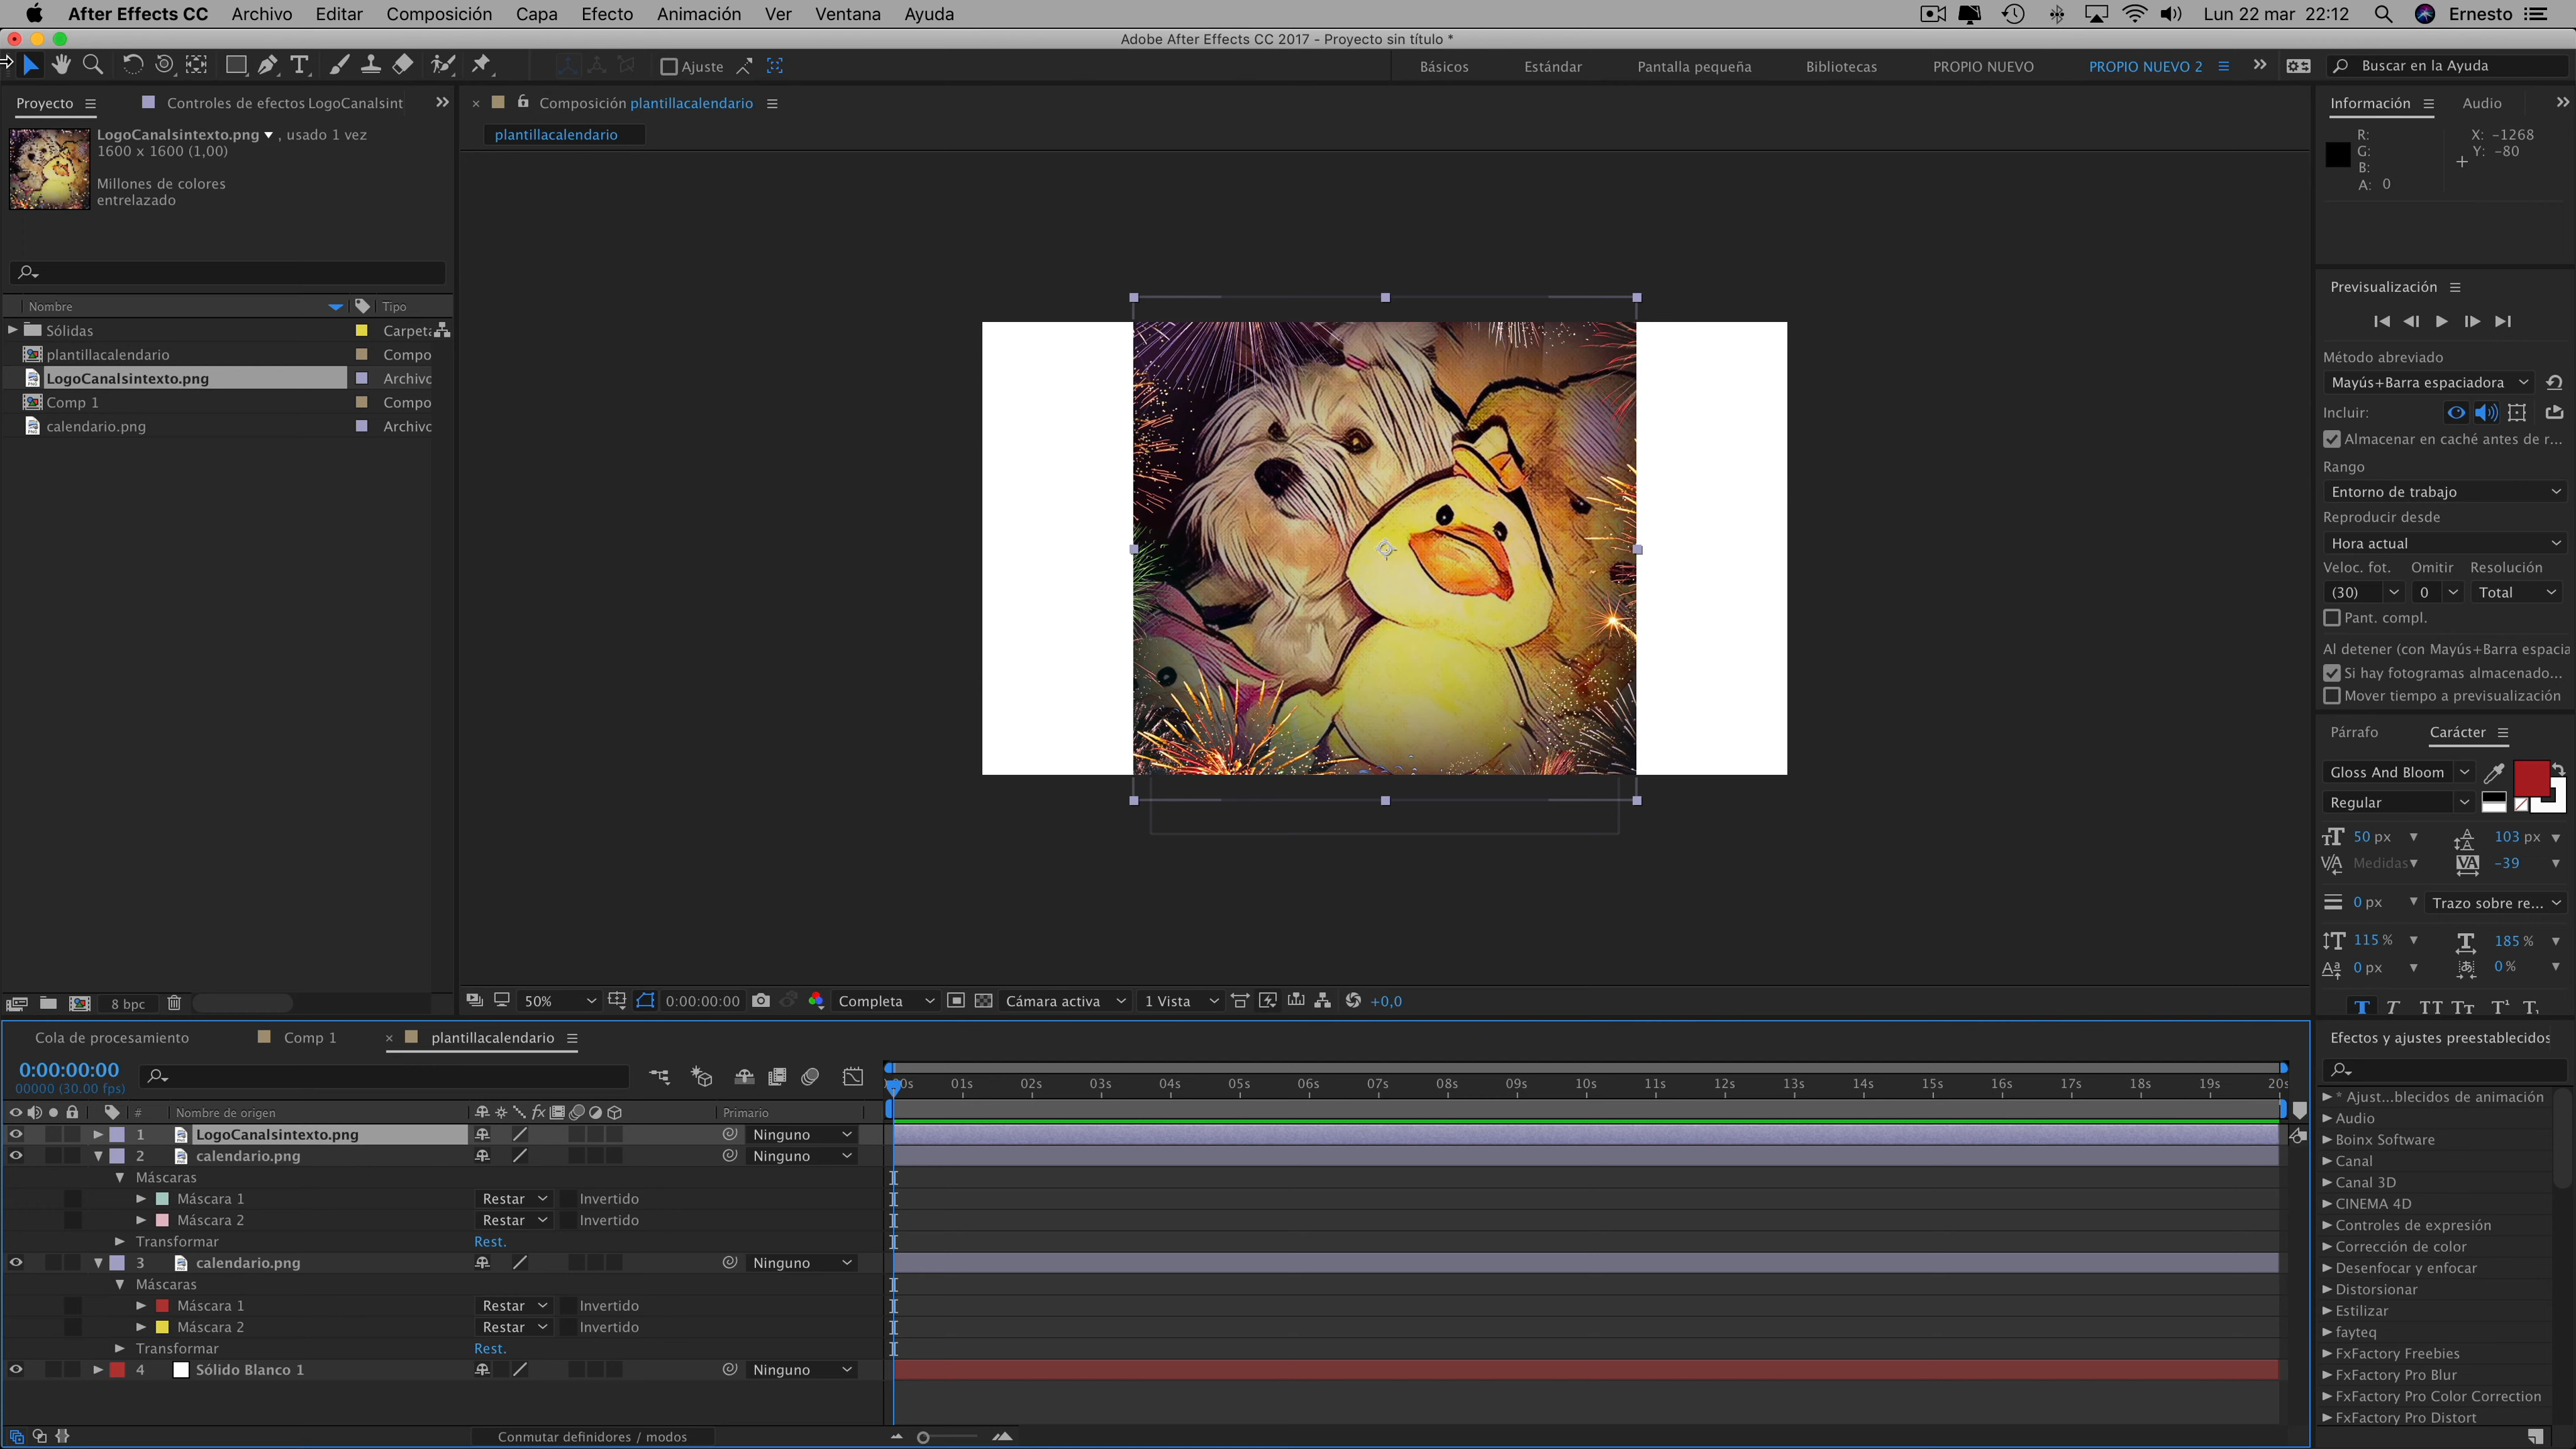 After Effects CC Archivo Editar Composición Capa Efecto Animación Ver Ventana Ayuda Lun 22 mar 22:12 Ernesto
Adobe After Effects CC 2017 - Proyecto sin título *
Ajuste Básicos Estándar Pantalla pequeña Bibliotecas PROPIO NUEVO PROPIO NUEVO 2 Buscar en la Ayuda
Proyecto Controles de efectos LogoCanalsint
Composición plantillacalendario
Información Audio
LogoCanalsintexto.png , usado 1 vez
1600 x 1600 (1,00)
Millones de colores
entrelazado
plantillacalendario
R: X: -1268
G: Y: -80
B:
A: 0
Nombre Tipo
Sólidas Carpeta
plantillacalendario Compo
LogoCanalsintexto.png Archivo
Comp 1 Compo
calendario.png Archivo
Previsualización
Método abreviado
Mayús+Barra espaciadora
Incluir:
Almacenar en caché antes de r...
Rango
Entorno de trabajo
Reproducir desde
Hora actual
Veloc. fot. Omitir Resolución
(30) 0 Total
Pant. compl.
Al detener (con Mayús+Barra espacia
Si hay fotogramas almacenado...
Mover tiempo a previsualización
Párrafo Carácter
Gloss And Bloom
Regular
50 px 103 px
Medidas -39
0 px Trazo sobre re...
115 % 185 %
0 px 0 %
8 bpc
50% 0:00:00:00 Completa Cámara activa 1 Vista +0,0
Cola de procesamiento Comp 1 plantillacalendario
0:00:00:00
00000 (30.00 fps)
00s 01s 02s 03s 04s 05s 06s 07s 08s 09s 10s 11s 12s 13s 14s 15s 16s 17s 18s 19s 20s
# Nombre de origen Primario
1 LogoCanalsintexto.png Ninguno
2 calendario.png Ninguno
Máscaras
Máscara 1 Restar Invertido
Máscara 2 Restar Invertido
Transformar Rest.
3 calendario.png Ninguno
Máscaras
Máscara 1 Restar Invertido
Máscara 2 Restar Invertido
Transformar Rest.
4 Sólido Blanco 1 Ninguno
Conmutar definidores / modos
Efectos y ajustes preestablecidos
* Ajust...blecidos de animación
Audio
Boinx Software
Canal
Canal 3D
CINEMA 4D
Controles de expresión
Corrección de color
Desenfocar y enfocar
Distorsionar
Estilizar
fayteq
FxFactory Freebies
FxFactory Pro Blur
FxFactory Pro Color Correction
FxFactory Pro Distort